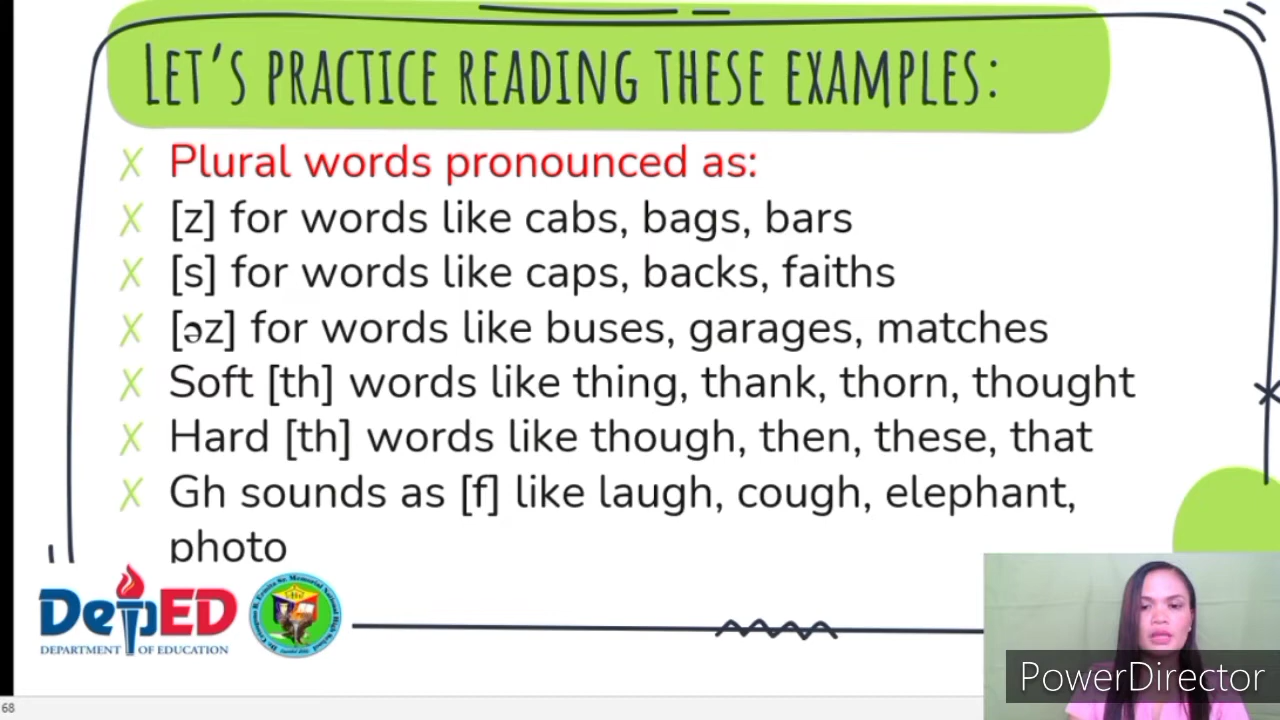 LET'S PRACTICE READING THESE EXAMPLES:
Plural words pronounced as:
[z] for words like cabs, bags, bars
[s] for words like caps, backs, faiths
[əz] for words like buses, garages, matches
Soft [th] words like thing, thank, thorn, thought
Hard [th] words like though, then, these, that
Gh sounds as [f] like laugh, cough, elephant,
photo
DepED
DEPARTMENT OF EDUCATION
PowerDirector
68